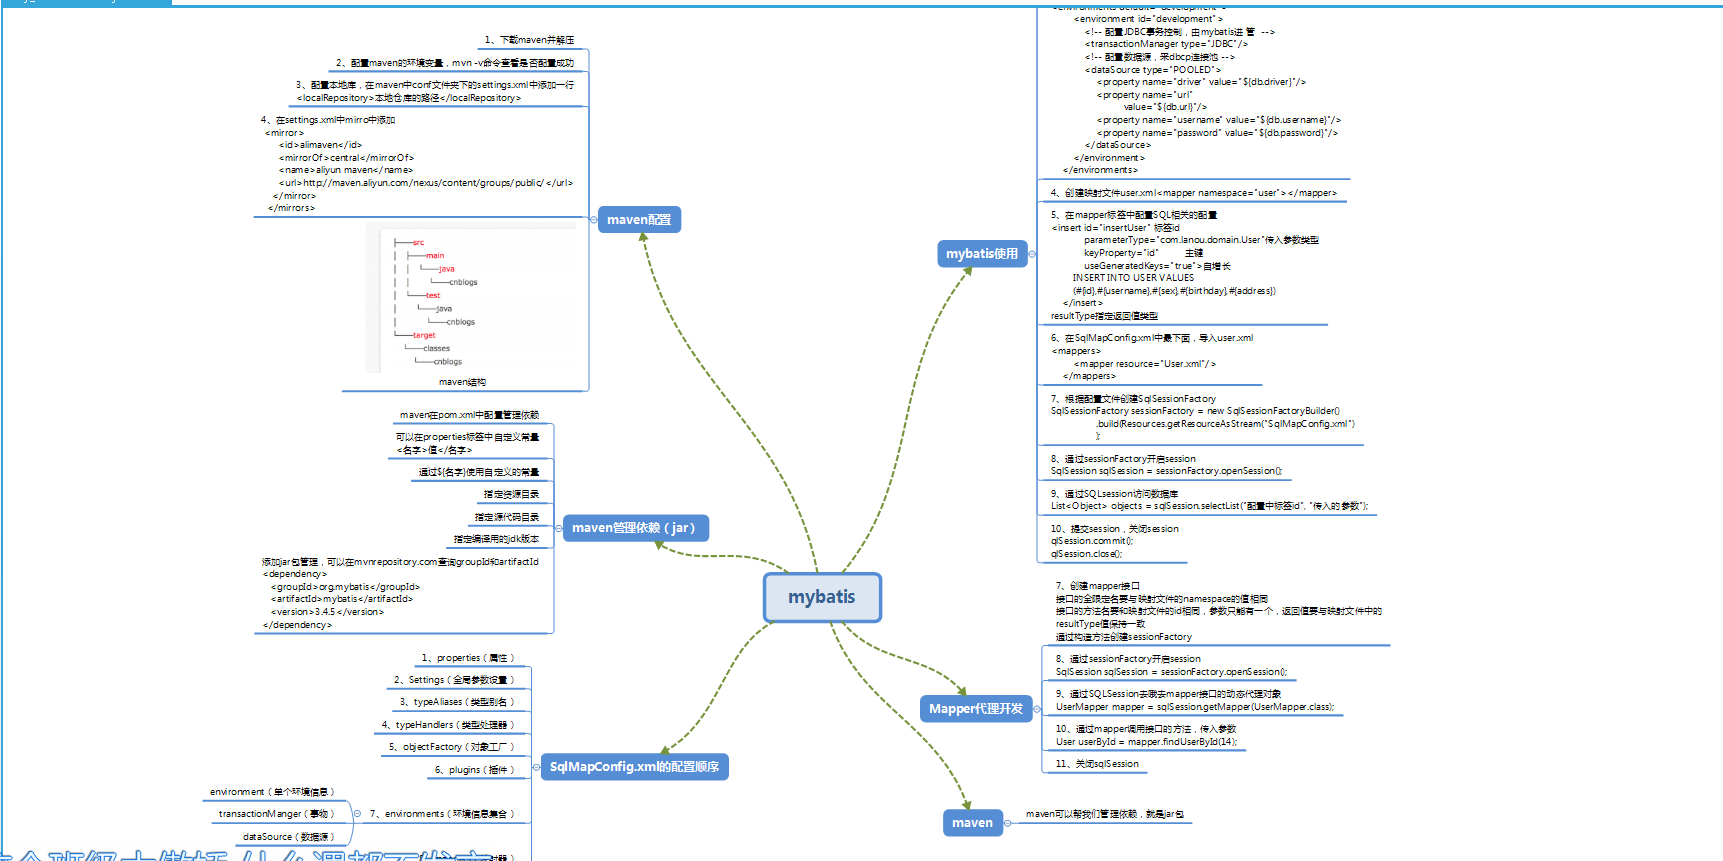 mybatis
maven配置
1、下载maven并解压
2、配置maven的环境变量，mvn -v命令查看是否配置成功
3、配置本地库，在maven中conf文件夹下的settings.xml中添加一行
<localRepository>本地仓库的路径</localRepository>
4、在settings.xml中mirro中添加
<mirror>
<id>alimaven</id>
<mirrorOf>central</mirrorOf>
<name>aliyun maven</name>
<url>http://maven.aliyun.com/nexus/content/groups/public/</url>
</mirror>
</mirrors>
src
main
java
cnblogs
test
java
cnblogs
target
classes
cnblogs
maven结构
maven管理依赖（jar）
maven在pom.xml中配置管理依赖
可以在properties标签中自定义常量
<名字>值</名字>
通过${名字}使用自定义的常量
指定资源目录
指定源代码目录
指定编译用的jdk版本
添加jar包管理，可以在mvnrepository.com查询groupId和artifactId
<dependency>
<groupId>org.mybatis</groupId>
<artifactId>mybatis</artifactId>
<version>3.4.5</version>
</dependency>
SqlMapConfig.xml的配置顺序
1、properties（属性）
2、Settings（全局参数设置）
3、typeAliases（类型别名）
4、typeHandlers（类型处理器）
5、objectFactory（对象工厂）
6、plugins（插件）
7、environments（环境信息集合）
environment（单个环境信息）
transactionManger（事物）
dataSource（数据源）
mybatis使用
<environment id="development">
<!-- 配置JDBC事务控制，由mybatis进 管 -->
<transactionManager type="JDBC"/>
<!-- 配置数据源，采dbcp连接池 -->
<dataSource type="POOLED">
<property name="driver" value="${db.driver}"/>
<property name="url"
value="${db.url}"/>
<property name="username" value="${db.username}"/>
<property name="password" value="${db.password}"/>
</dataSource>
</environment>
</environments>
4、创建映射文件user.xml<mapper namespace="user"></mapper>
5、在mapper标签中配置SQL相关的配置
<insert id="insertUser" 标签id
parameterType="com.lanou.domain.User"传入参数类型
keyProperty="id" 主键
useGeneratedKeys="true">自增长
INSERT INTO USER VALUES
(#{id},#{username},#{sex},#{birthday},#{address})
</insert>
resultType指定返回值类型
6、在SqlMapConfig.xml中最下面，导入user.xml
<mappers>
<mapper resource="User.xml"/>
</mappers>
7、根据配置文件创建SqlSessionFactory
SqlSessionFactory sessionFactory = new SqlSessionFactoryBuilder()
.build(Resources.getResourceAsStream("SqlMapConfig.xml")
);
8、通过sessionFactory开启session
SqlSession sqlSession = sessionFactory.openSession();
9、通过SQLsession访问数据库
List<Object> objects = sqlSession.selectList("配置中标签id", "传入的参数");
10、提交session，关闭session
qlSession.commit();
qlSession.close();
Mapper代理开发
7、创建mapper接口
接口的全限定名要与映射文件的namespace的值相同
接口的方法名要和映射文件的id相同，参数只能有一个，返回值要与映射文件中的
resultType值保持一致
通过构造方法创建sessionFactory
8、通过sessionFactory开启session
SqlSession sqlSession = sessionFactory.openSession();
9、通过SQLSession去哦去mapper接口的动态代理对象
UserMapper mapper = sqlSession.getMapper(UserMapper.class);
10、通过mapper调用接口的方法，传入参数
User userById = mapper.findUserById(14);
11、关闭sqlSession
maven
maven可以帮我们管理依赖，就是jar包